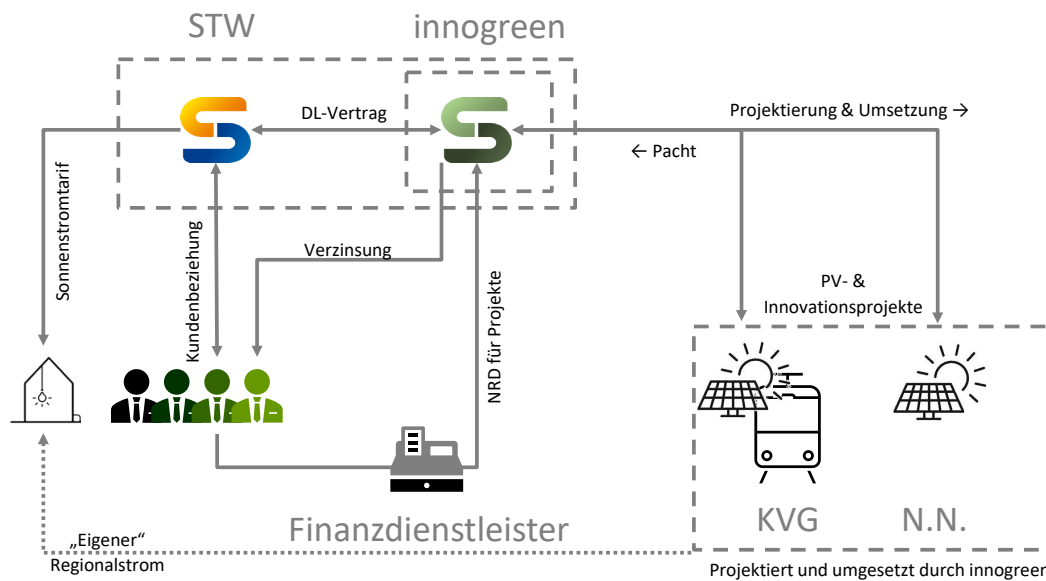 STW
innogreen
DL-Vertrag
Projektierung & Umsetzung →
← Pacht
Sonnenstromtarif
Kundenbeziehung
Verzinsung
NRD für Projekte
PV- &
Innovationsprojekte
Finanzdienstleister
KVG
N.N.
„Eigener“
Regionalstrom
Projektiert und umgesetzt durch innogreen